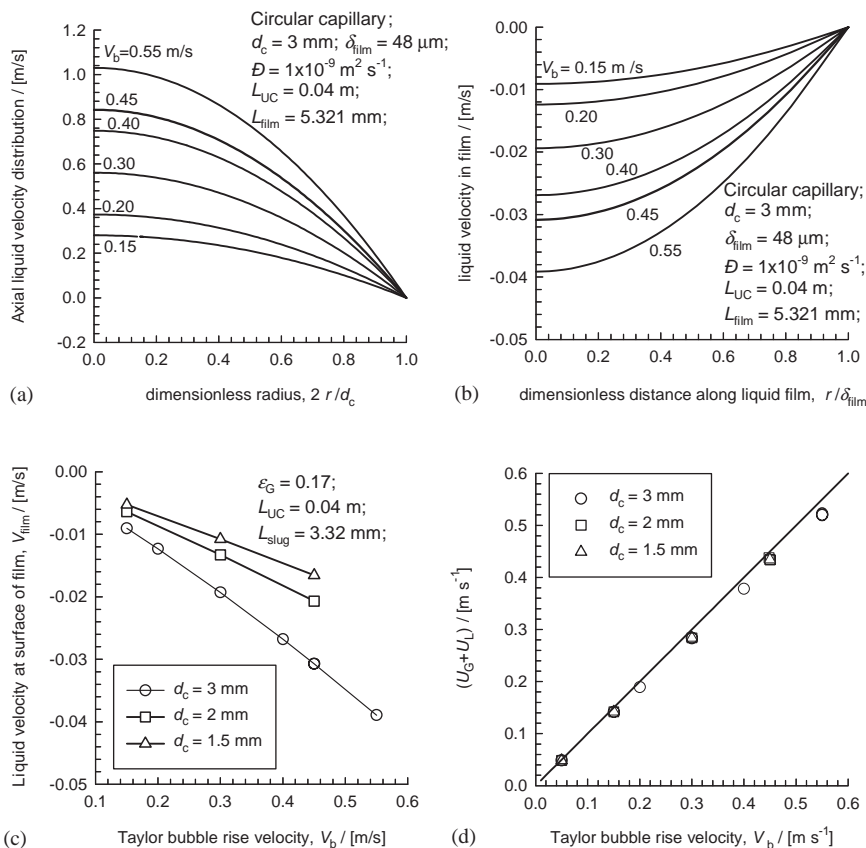 1.2
1.0
0.8
0.6
0.4
0.2
0.0
-0.2
Axial liquid velocity distribution / [m/s]
V_b=0.55 m/s
0.45
0.40
0.30
0.20
0.15
Circular capillary;
d_c = 3 mm; δ_film = 48 μm;
Đ = 1x10^-9 m^2 s^-1;
L_UC = 0.04 m;
L_film = 5.321 mm;
0.0 0.2 0.4 0.6 0.8 1.0
(a)
dimensionless radius, 2 r/d_c
0.00
-0.01
-0.02
-0.03
-0.04
-0.05
liquid velocity in film / [m/s]
V_b = 0.15 m /s
0.20
0.30
0.40
0.45
0.55
Circular capillary;
d_c = 3 mm;
δ_film = 48 μm;
Đ = 1x10^-9 m^2 s^-1;
L_UC = 0.04 m;
L_film = 5.321 mm;
0.0 0.2 0.4 0.6 0.8 1.0
(b)
dimensionless distance along liquid film, r/δ_film
0.00
-0.01
-0.02
-0.03
-0.04
-0.05
Liquid velocity at surface of film, V_film / [m/s]
ε_G = 0.17;
L_UC = 0.04 m;
L_slug = 3.32 mm;
d_c = 3 mm
d_c = 2 mm
d_c = 1.5 mm
0.1 0.2 0.3 0.4 0.5 0.6
(c)
Taylor bubble rise velocity, V_b / [m/s]
0.6
0.5
0.4
0.3
0.2
0.1
0.0
(U_G+U_L) / [m s^-1]
d_c = 3 mm
d_c = 2 mm
d_c = 1.5 mm
0.0 0.1 0.2 0.3 0.4 0.5 0.6
(d)
Taylor bubble rise velocity, V_b / [m s^-1]